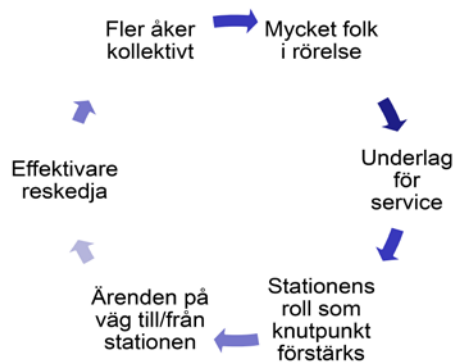 Fler åker
kollektivt
Mycket folk
i rörelse
Underlag
för
service
Stationens
roll som
knutpunkt
förstärks
Ärenden på
väg till/från
stationen
Effektivare
reskedja